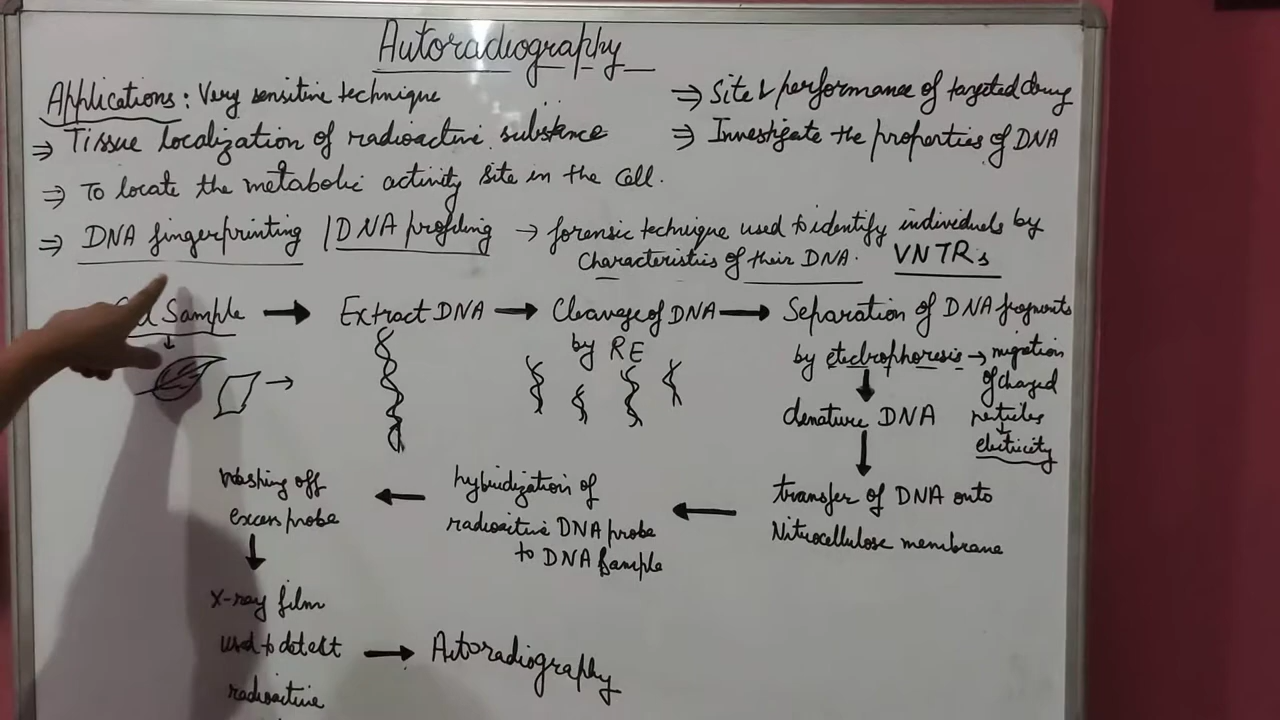 Autoradiography
Applications: Very sensitive technique
⇒ Tissue localization of radioactive substance
⇒ To locate the metabolic activity site in the cell.
⇒ Site & performance of targeted drug
⇒ Investigate the properties of DNA
⇒ DNA fingerprinting / DNA profiling → forensic technique used to identify individuals by
characteristics of their DNA. VNTRs
Sample → Extract DNA → Cleavage of DNA → Separation of DNA fragments
by RE
by electrophoresis → migration
of charged
particles
↓
electricity
↓
denature DNA
↓
transfer of DNA onto
Nitrocellulose membrane
←
hybridization of
radioactive DNA probe
to DNA sample
←
washing off
excess probe
↓
x-ray film
used to detect → Autoradiography
radioactive